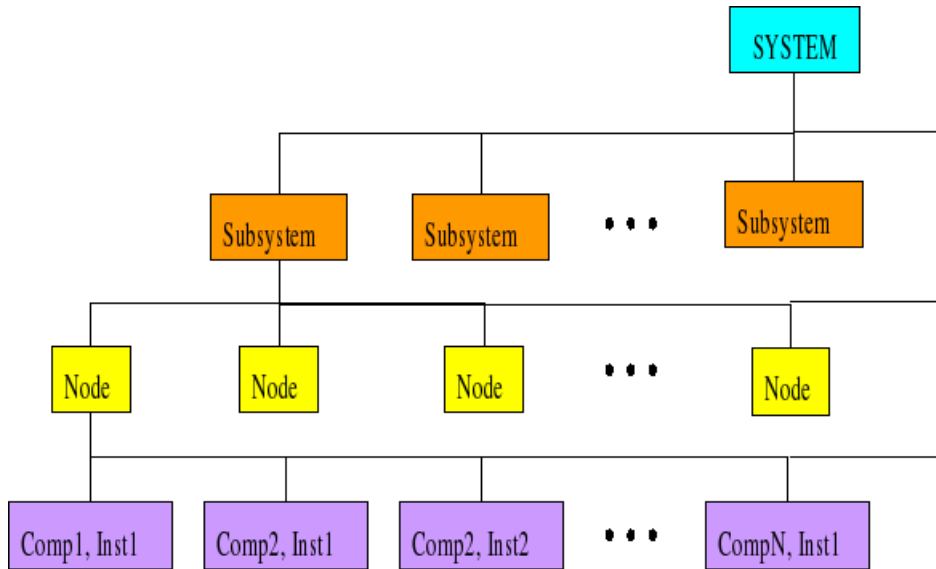 SYSTEM
Subsystem
Subsystem
Subsystem
Node
Node
Node
Node
Comp1, Inst1
Comp2, Inst1
Comp2, Inst2
CompN, Inst1